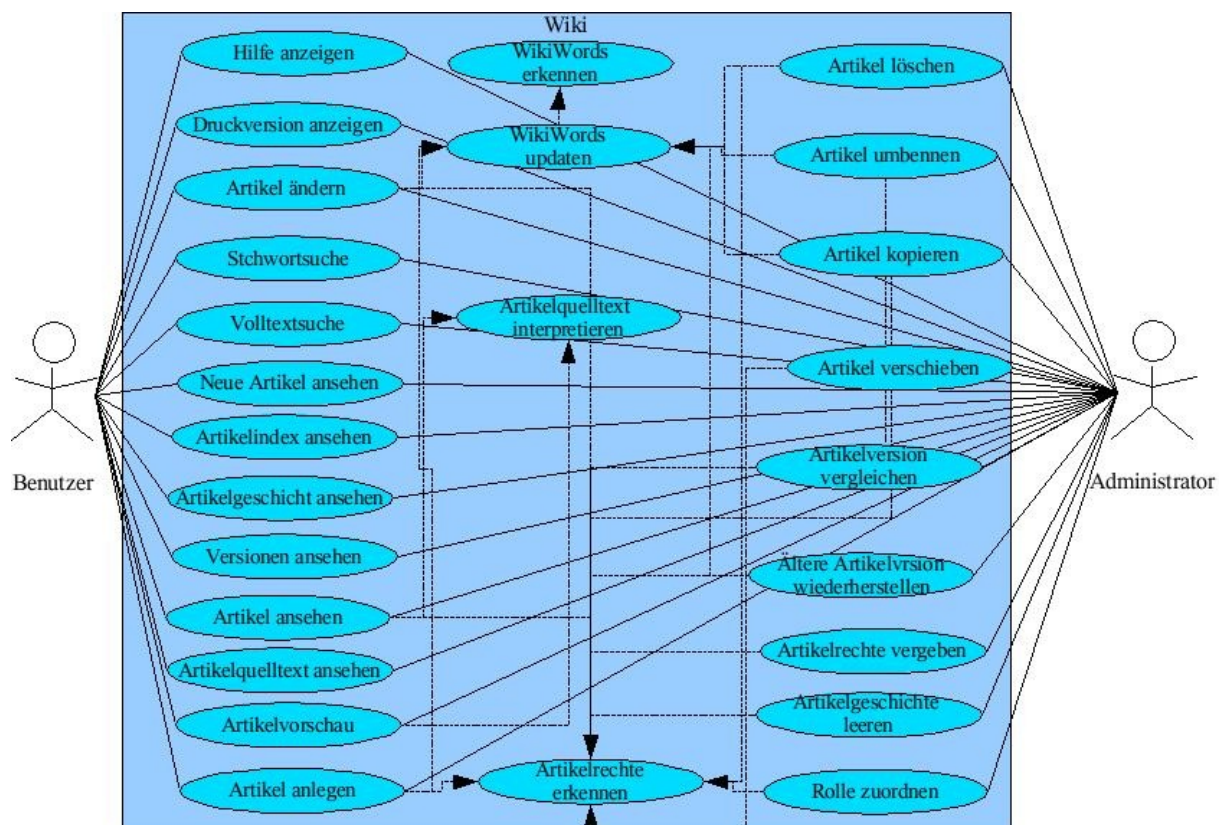 Wiki
Hilfe anzeigen
Druckversion anzeigen
Artikel ändern
Stchwortsuche
Volltextsuche
Neue Artikel ansehen
Artikelindex ansehen
Artikelgeschicht ansehen
Versionen ansehen
Artikel ansehen
Artikelquelltext ansehen
Artikelvorschau
Artikel anlegen
WikiWords
erkennen
WikiWords
updaten
Artikelquelltext
interpretieren
Artikelrechte
erkennen
Artikel löschen
Artikel umbennen
Artikel kopieren
Artikel verschieben
Artikelversion
vergleichen
Ältere Artikelvrsion
wiederherstellen
Artikelrechte vergeben
Artikelgeschichte
leeren
Rolle zuordnen
Benutzer
Administrator